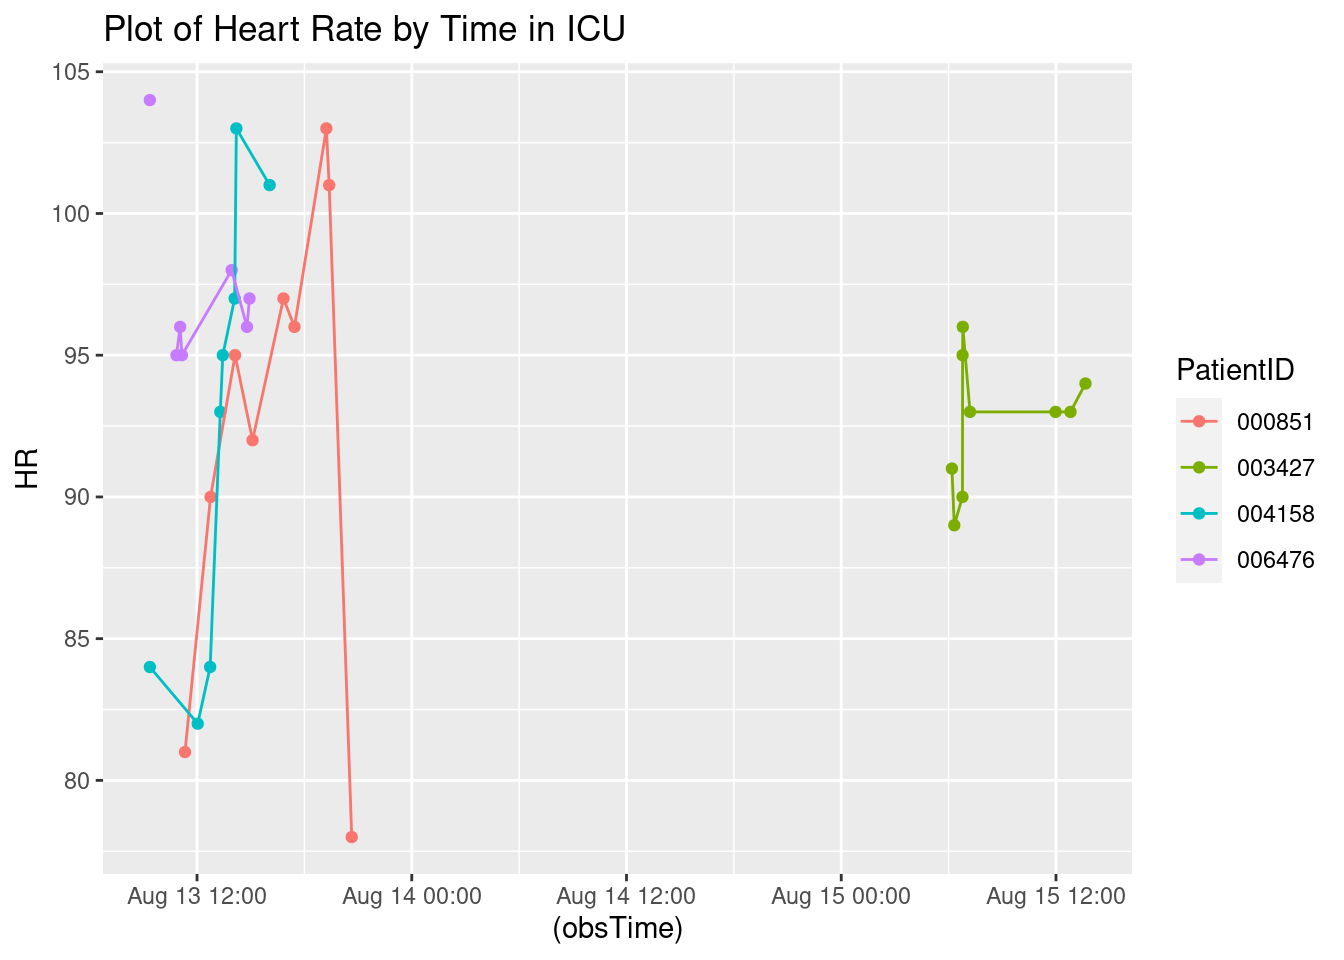 Plot of Heart Rate by Time in ICU
105
100
95
90
85
80
HR
Aug 13 12:00 Aug 14 00:00 Aug 14 12:00 Aug 15 00:00 Aug 15 12:00
(obsTime)
PatientID
000851
003427
004158
006476